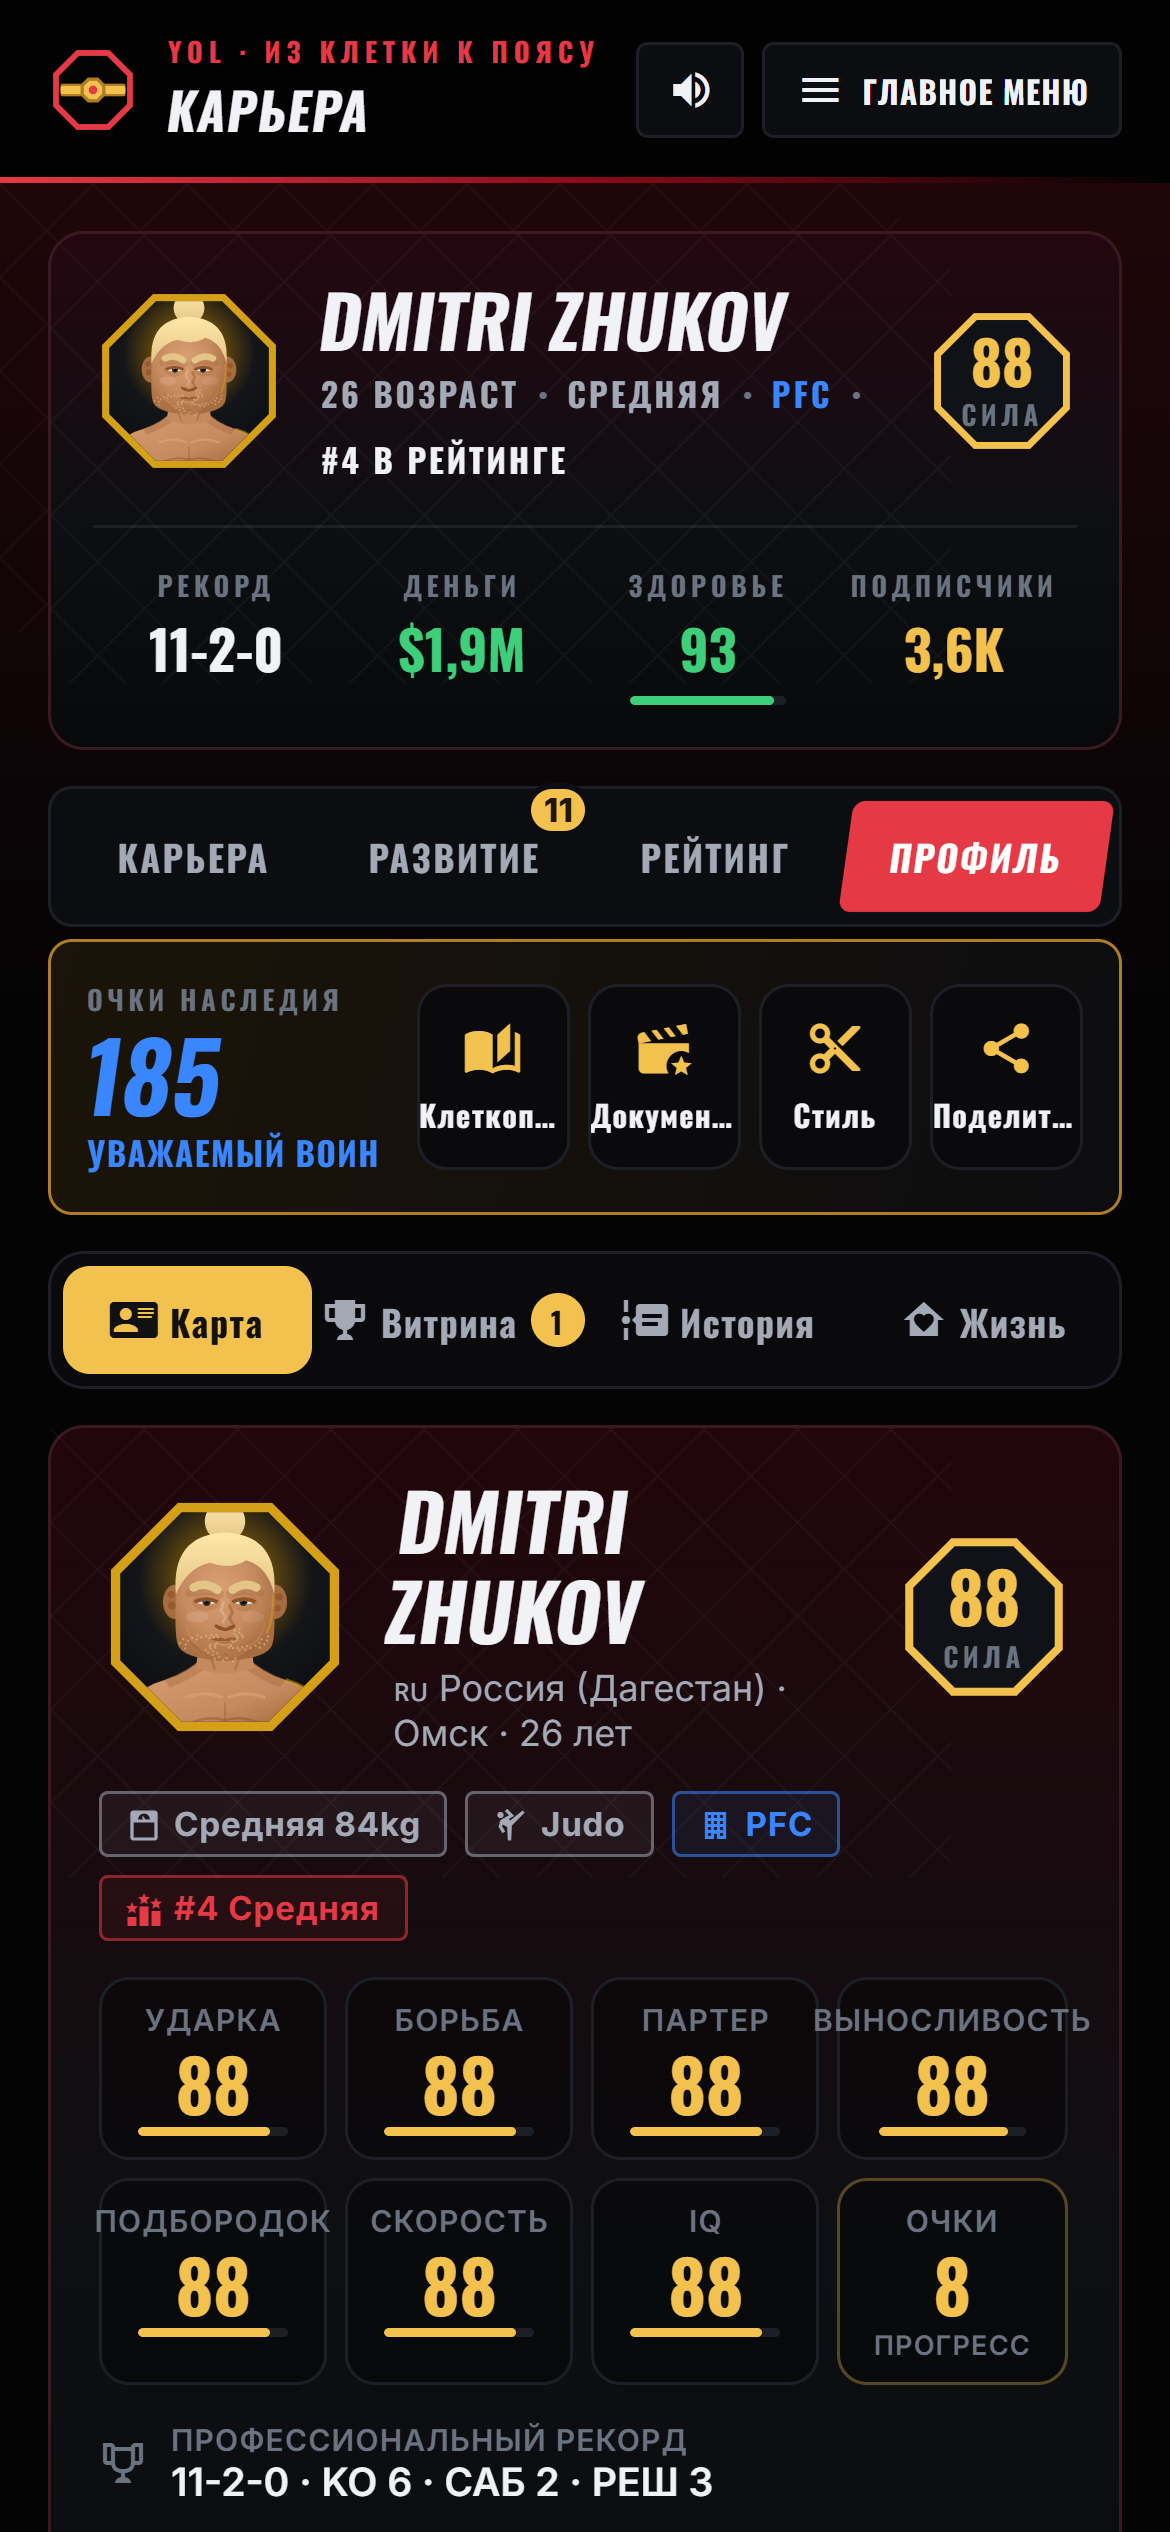 YOL · ИЗ КЛЕТКИ К ПОЯСУ
КАРЬЕРА
ГЛАВНОЕ МЕНЮ
DMITRI ZHUKOV
26 ВОЗРАСТ · СРЕДНЯЯ · PFC ·
#4 В РЕЙТИНГЕ
88
СИЛА
РЕКОРД ДЕНЬГИ ЗДОРОВЬЕ ПОДПИСЧИКИ
11-2-0 $1,9M 93 3,6K
11
КАРЬЕРА РАЗВИТИЕ РЕЙТИНГ ПРОФИЛЬ
ОЧКИ НАСЛЕДИЯ
185
УВАЖАЕМЫЙ ВОИН
Клеткоп... Докумен... Стиль Поделит...
Карта Витрина 1 История Жизнь
DMITRI
ZHUKOV
RU Россия (Дагестан) ·
Омск · 26 лет
88
СИЛА
Средняя 84kg Judo PFC
#4 Средняя
УДАРКА БОРЬБА ПАРТЕР ВЫНОСЛИВОСТЬ
88 88 88 88
ПОДБОРОДОК СКОРОСТЬ IQ ОЧКИ
88 88 88 8
ПРОГРЕСС
ПРОФЕССИОНАЛЬНЫЙ РЕКОРД
11-2-0 · KO 6 · САБ 2 · РЕШ 3